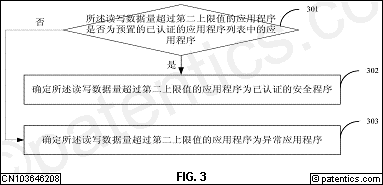 所述读写数据量超过第二上限值的应用程序
是否为预置的已认证的应用程序列表中的应
用程序
301
否
是
302
确定所述读写数据量超过第二上限值的应用程序为已认证的安全程序
303
确定所述读写数据量超过第二上限值的应用程序为异常应用程序
CN103646208
FIG. 3
© patentics.com
©patentics.com